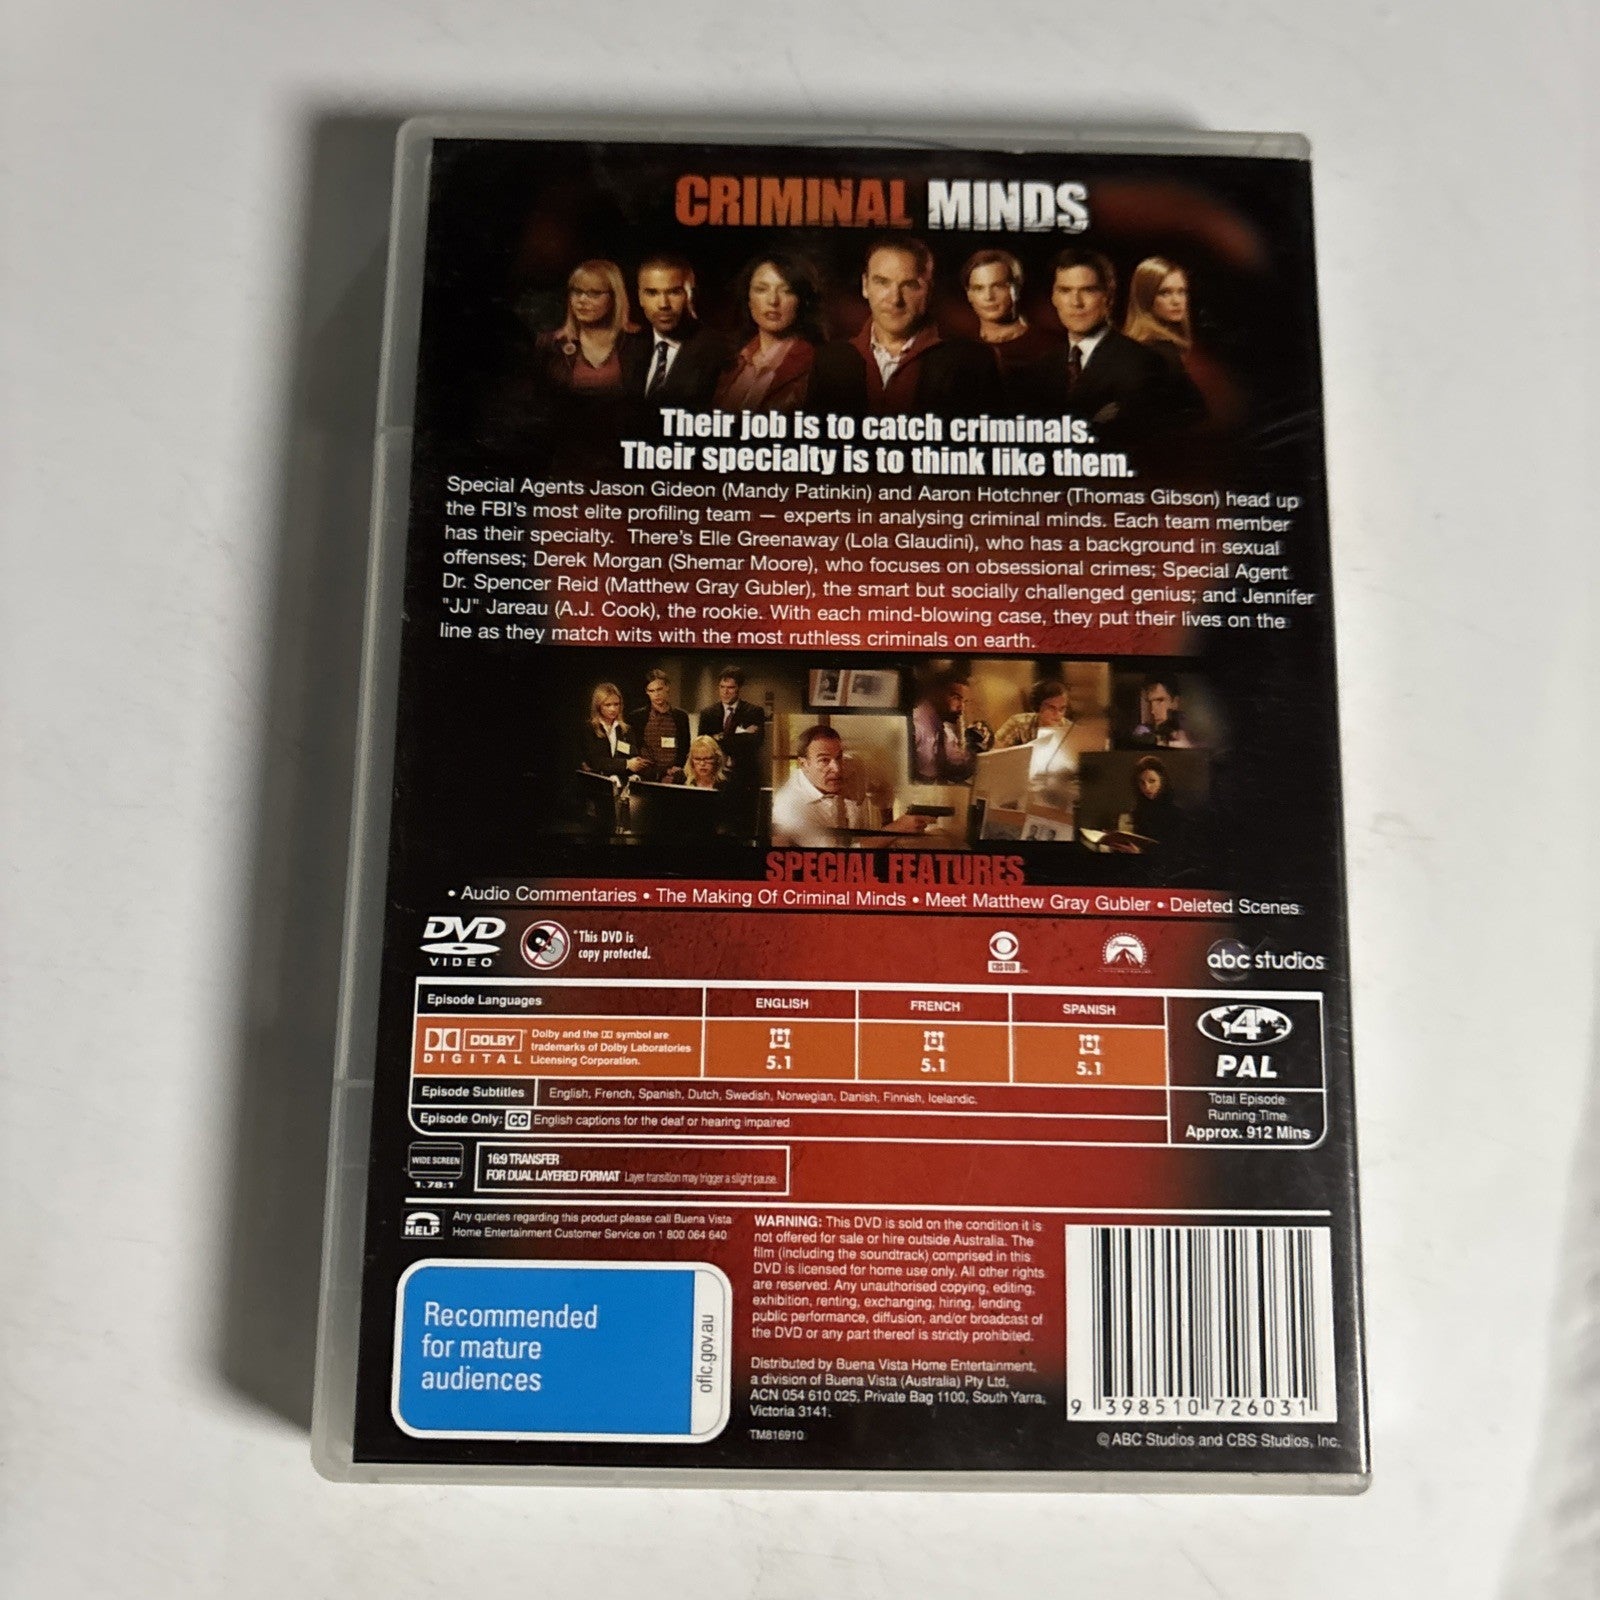 CRIMINAL MINDS
Their job is to catch criminals.
Their specialty is to think like them.
Special Agents Jason Gideon (Mandy Patinkin) and Aaron Hotchner (Thomas Gibson) head up
the FBI's most elite profiling team — experts in analysing criminal minds. Each team member
has their specialty. There's Elle Greenaway (Lola Glaudini), who has a background in sexual
offenses; Derek Morgan (Shemar Moore), who focuses on obsessional crimes; Special Agent
Dr. Spencer Reid (Matthew Gray Gubler), the smart but socially challenged genius; and Jennifer
"JJ" Jareau (A.J. Cook), the rookie. With each mind-blowing case, they put their lives on the
line as they match wits with the most ruthless criminals on earth.
SPECIAL FEATURES
• Audio Commentaries • The Making Of Criminal Minds • Meet Matthew Gray Gubler • Deleted Scenes
DVD
VIDEO
*This DVD is
copy protected.
CBS DVD
Paramount
abc studios
Episode Languages
ENGLISH
FRENCH
SPANISH
DOLBY
DIGITAL
Dolby and the DD symbol are
trademarks of Dolby Laboratories
Licensing Corporation.
5.1
5.1
5.1
4
PAL
Episode Subtitles
English, French, Spanish, Dutch, Swedish, Norwegian, Danish, Finnish, Icelandic.
Episode Only: CC English captions for the deaf or hearing impaired
Total Episode
Running Time
Approx. 912 Mins
WIDE SCREEN
1.78:1
16:9 TRANSFER
FOR DUAL LAYERED FORMAT Layer transition may trigger a slight pause.
HELP
Any queries regarding this product please call Buena Vista
Home Entertainment Customer Service on 1 800 064 640
Recommended
for mature
audiences
oflc.gov.au
WARNING: This DVD is sold on the condition it is
not offered for sale or hire outside Australia. The
film (including the soundtrack) comprised in this
DVD is licensed for home use only. All other rights
are reserved. Any unauthorised copying, editing,
exhibition, renting, exchanging, hiring, lending
public performance, diffusion, and/or broadcast of
the DVD or any part thereof is strictly prohibited.
Distributed by Buena Vista Home Entertainment,
a division of Buena Vista (Australia) Pty Ltd,
ACN 054 610 025, Private Bag 1100, South Yarra,
Victoria 3141.
TM816910
9 398510 726031
© ABC Studios and CBS Studios, Inc.